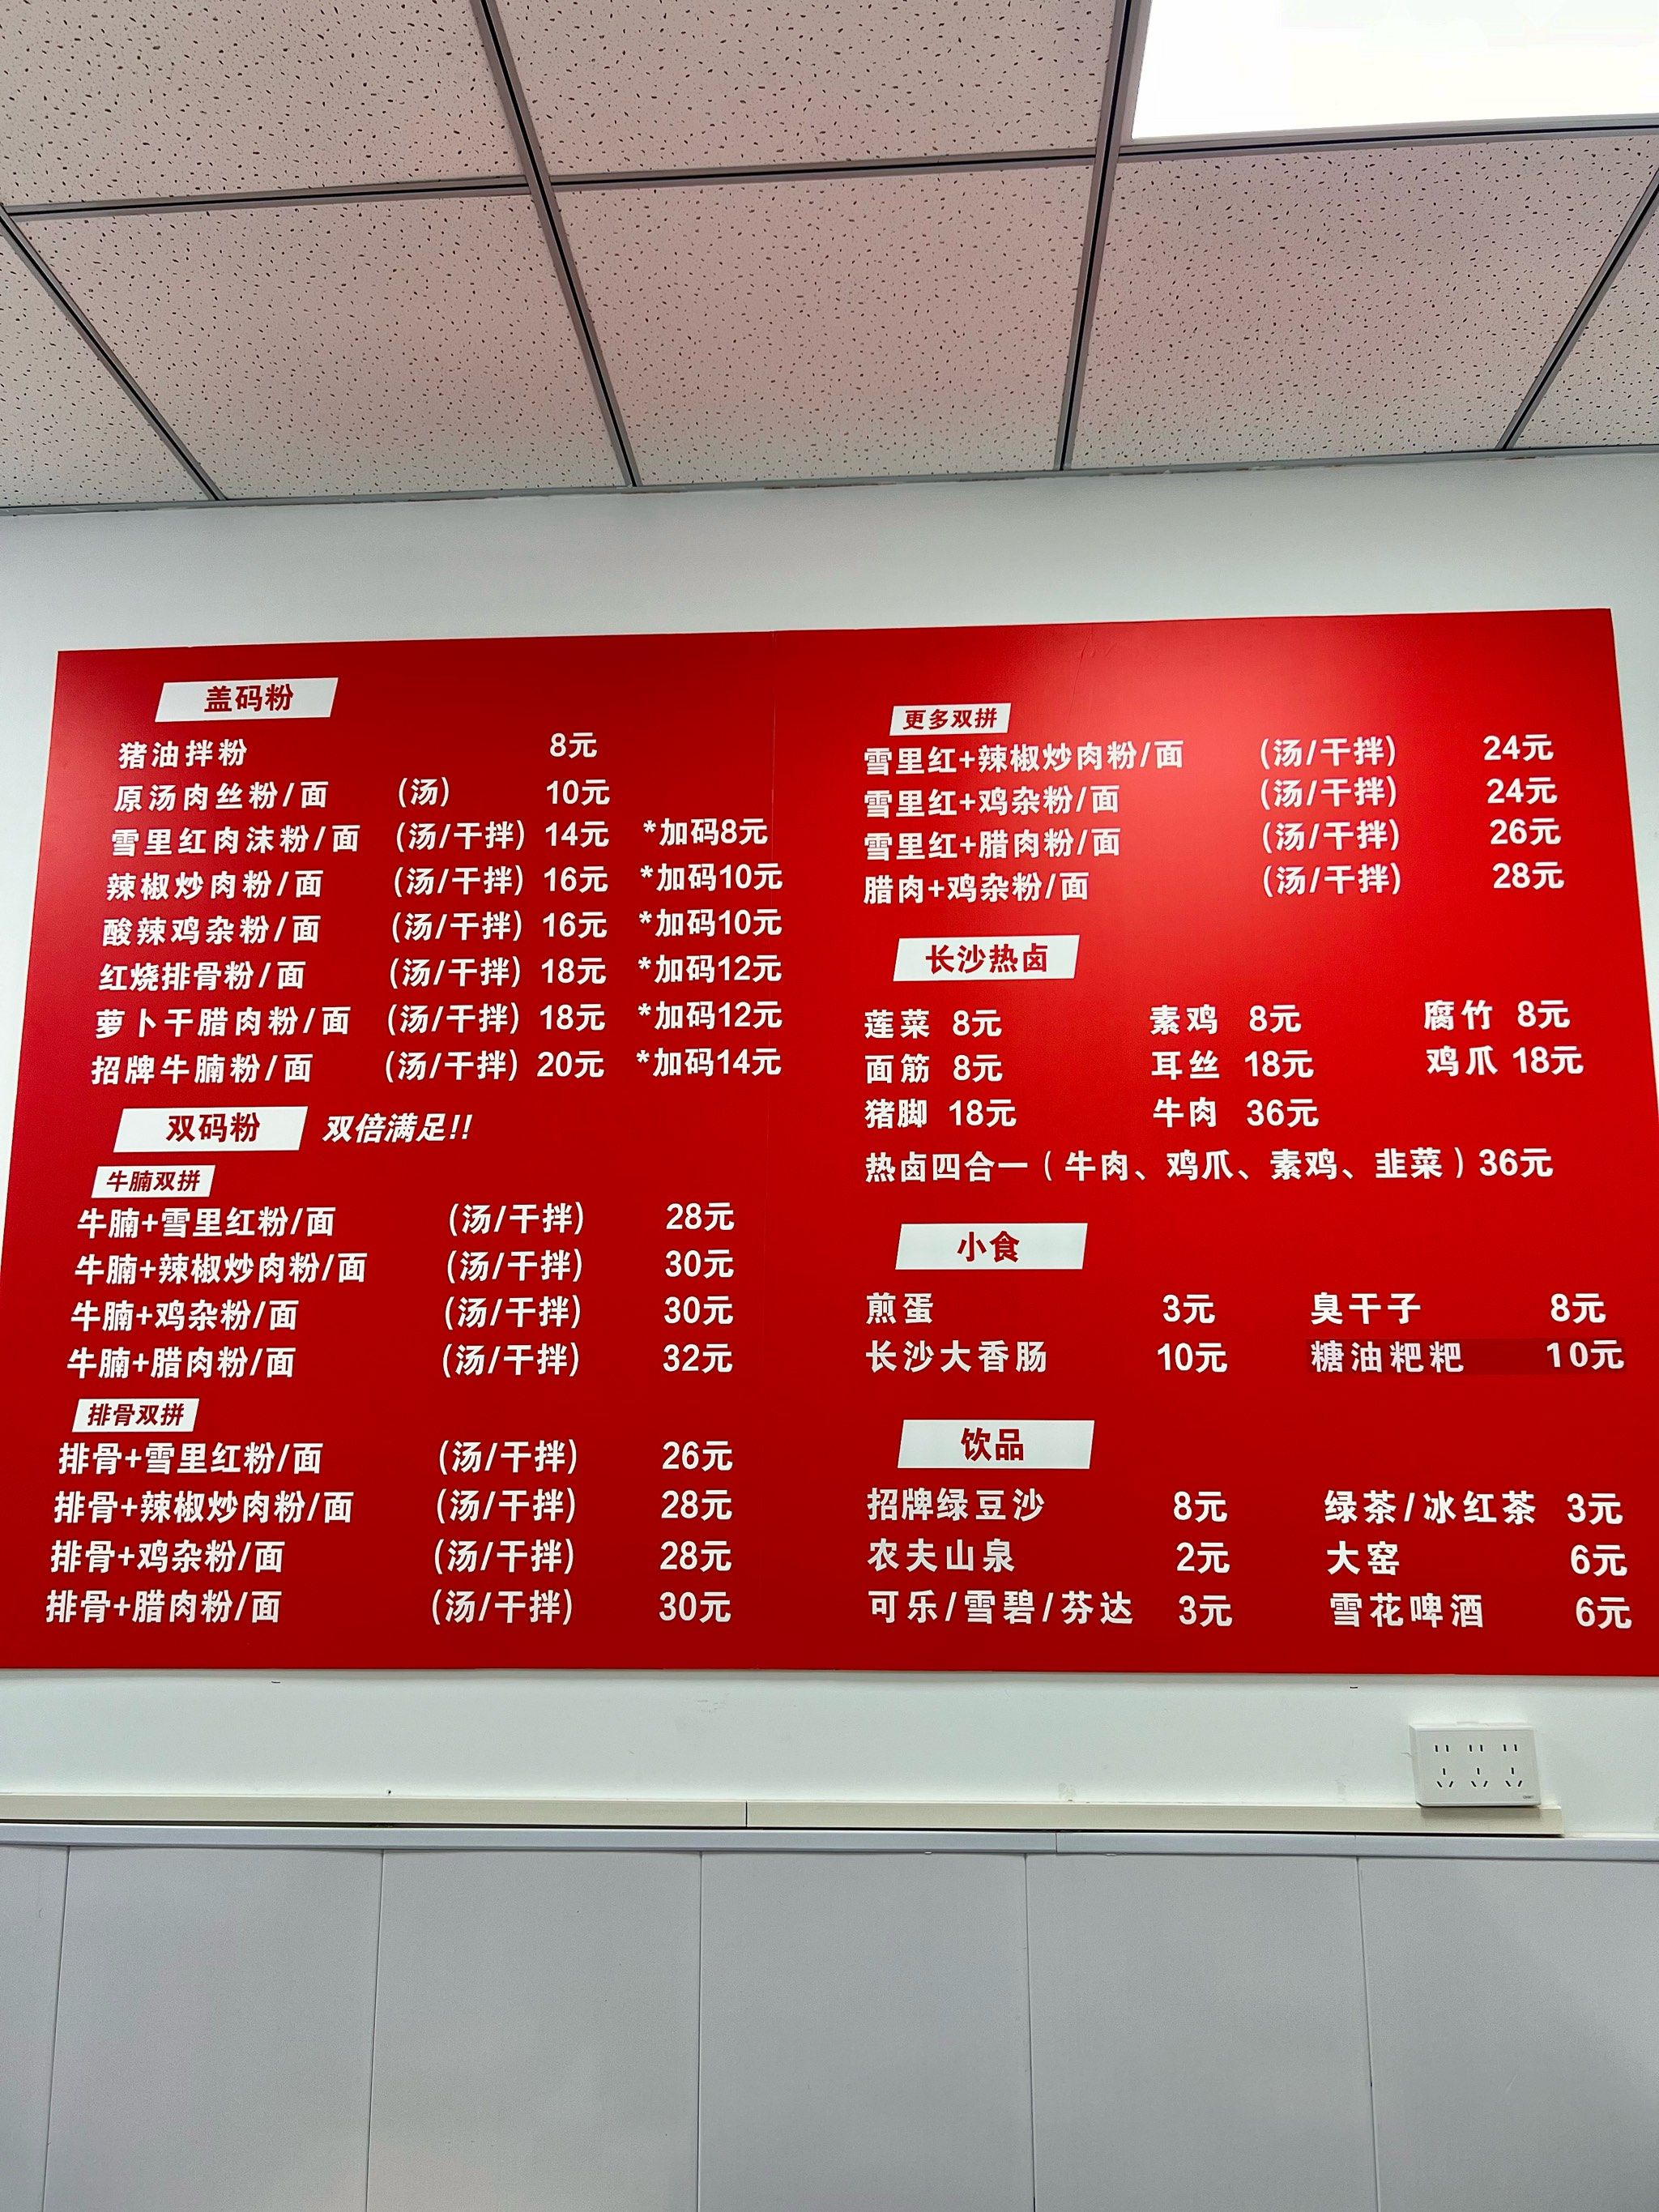 盖码粉
猪油拌粉 8元
原汤肉丝粉/面 (汤) 10元
雪里红肉沫粉/面 (汤/干拌) 14元 *加码8元
辣椒炒肉粉/面 (汤/干拌) 16元 *加码10元
酸辣鸡杂粉/面 (汤/干拌) 16元 *加码10元
红烧排骨粉/面 (汤/干拌) 18元 *加码12元
萝卜干腊肉粉/面 (汤/干拌) 18元 *加码12元
招牌牛腩粉/面 (汤/干拌) 20元 *加码14元
双码粉 双倍满足!!
牛腩双拼
牛腩+雪里红粉/面 (汤/干拌) 28元
牛腩+辣椒炒肉粉/面 (汤/干拌) 30元
牛腩+鸡杂粉/面 (汤/干拌) 30元
牛腩+腊肉粉/面 (汤/干拌) 32元
排骨双拼
排骨+雪里红粉/面 (汤/干拌) 26元
排骨+辣椒炒肉粉/面 (汤/干拌) 28元
排骨+鸡杂粉/面 (汤/干拌) 28元
排骨+腊肉粉/面 (汤/干拌) 30元
更多双拼
雪里红+辣椒炒肉粉/面 (汤/干拌) 24元
雪里红+鸡杂粉/面 (汤/干拌) 24元
雪里红+腊肉粉/面 (汤/干拌) 26元
腊肉+鸡杂粉/面 (汤/干拌) 28元
长沙热卤
莲菜 8元 素鸡 8元 腐竹 8元
面筋 8元 耳丝 18元 鸡爪 18元
猪脚 18元 牛肉 36元
热卤四合一(牛肉、鸡爪、素鸡、韭菜)36元
小食
煎蛋 3元 臭干子 8元
长沙大香肠 10元 糖油粑粑 10元
饮品
招牌绿豆沙 8元 绿茶/冰红茶 3元
农夫山泉 2元 大窑 6元
可乐/雪碧/芬达 3元 雪花啤酒 6元